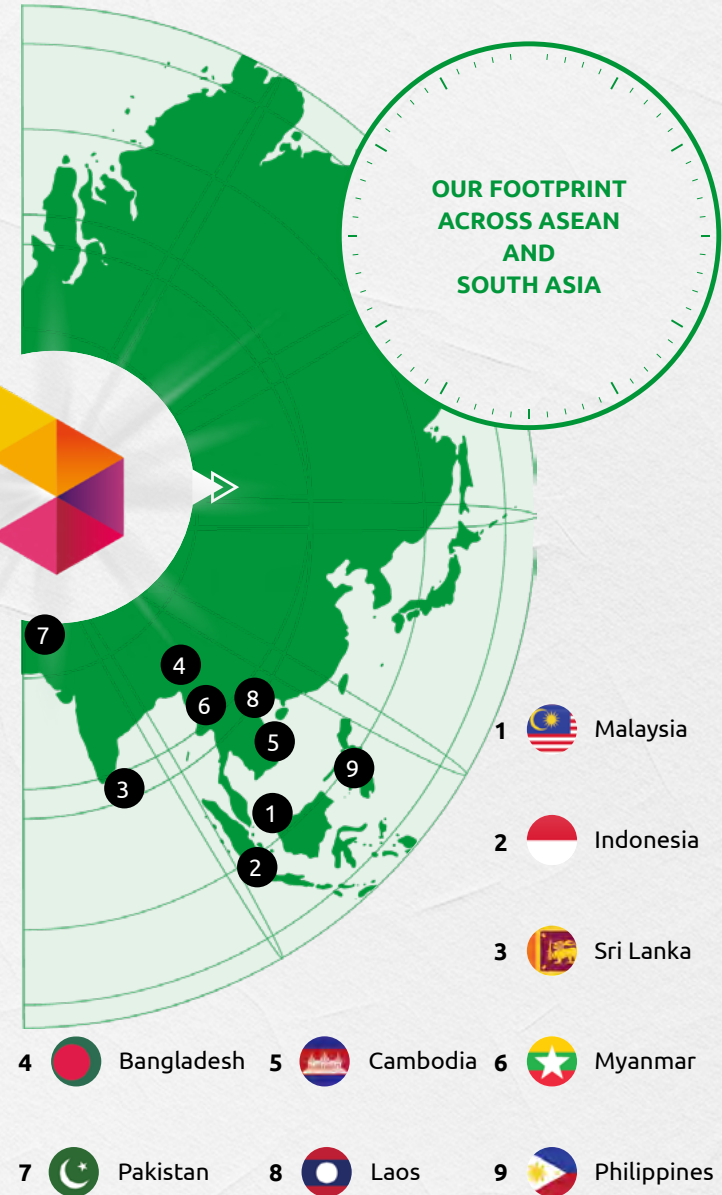 OUR FOOTPRINT
ACROSS ASEAN
AND
SOUTH ASIA
7
4
6
8
5
3
9
1
2
1 Malaysia
2 Indonesia
3 Sri Lanka
4 Bangladesh 5 Cambodia 6 Myanmar
7 Pakistan 8 Laos 9 Philippines